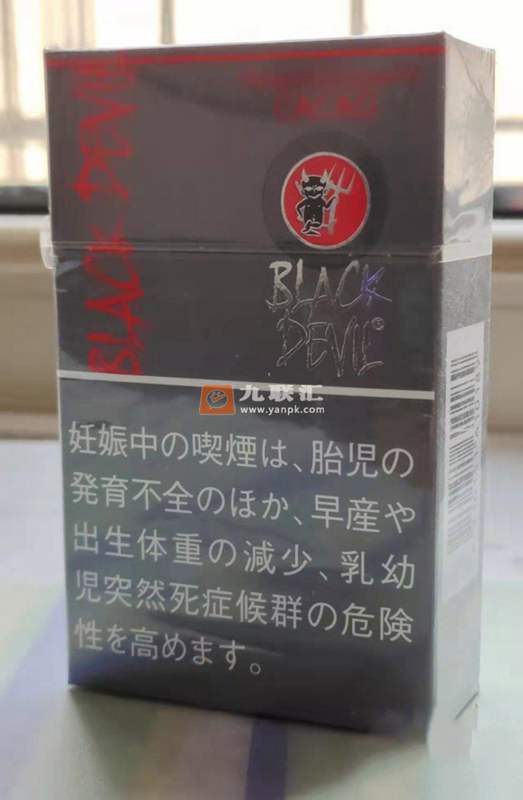 BLACK DEVIL
CACAO
BLACK
DEVIL®
九联汇
www.yanpk.com
妊娠中の喫煙は、胎児の
発育不全のほか、早産や
出生体重の減少、乳幼
児突然死症候群の危険
性を高めます。